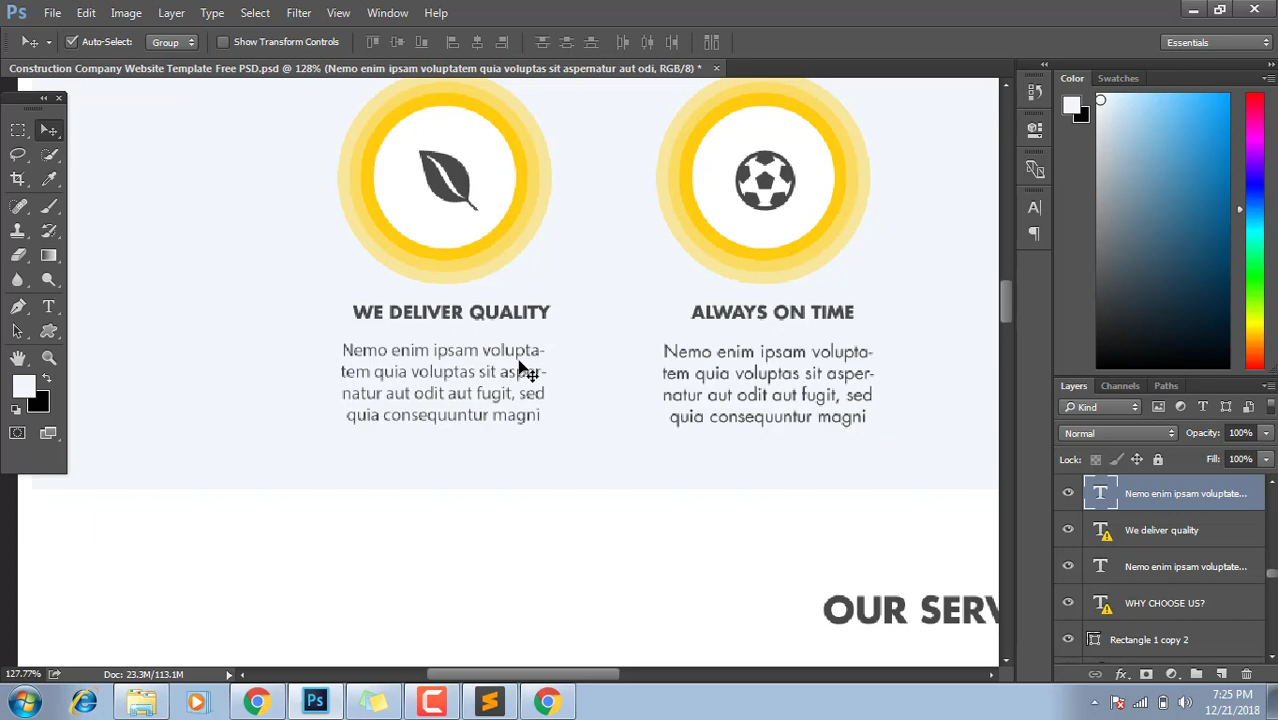 Ps File Edit Image Layer Type Select Filter 3D View Window Help
Auto-Select: Group Show Transform Controls Essentials
Construction Company Website Template Free PSD.psd @ 128% (Nemo enim ipsam voluptatem quia voluptas sit aspernatur aut odi, RGB/8) * ×
Color Swatches
WE DELIVER QUALITY
Nemo enim ipsam volupta-
tem quia voluptas sit asper-
natur aut odit aut fugit, sed
quia consequuntur magni
ALWAYS ON TIME
Nemo enim ipsam volupta-
tem quia voluptas sit asper-
natur aut odit aut fugit, sed
quia consequuntur magni
OUR SERV
Layers Channels Paths
Kind
Normal Opacity: 100%
Lock: Fill: 100%
Nemo enim ipsam voluptate...
We deliver quality
Nemo enim ipsam voluptate...
WHY CHOOSE US?
Rectangle 1 copy 2
127.77% Doc: 23.3M/113.1M
7:25 PM
12/21/2018